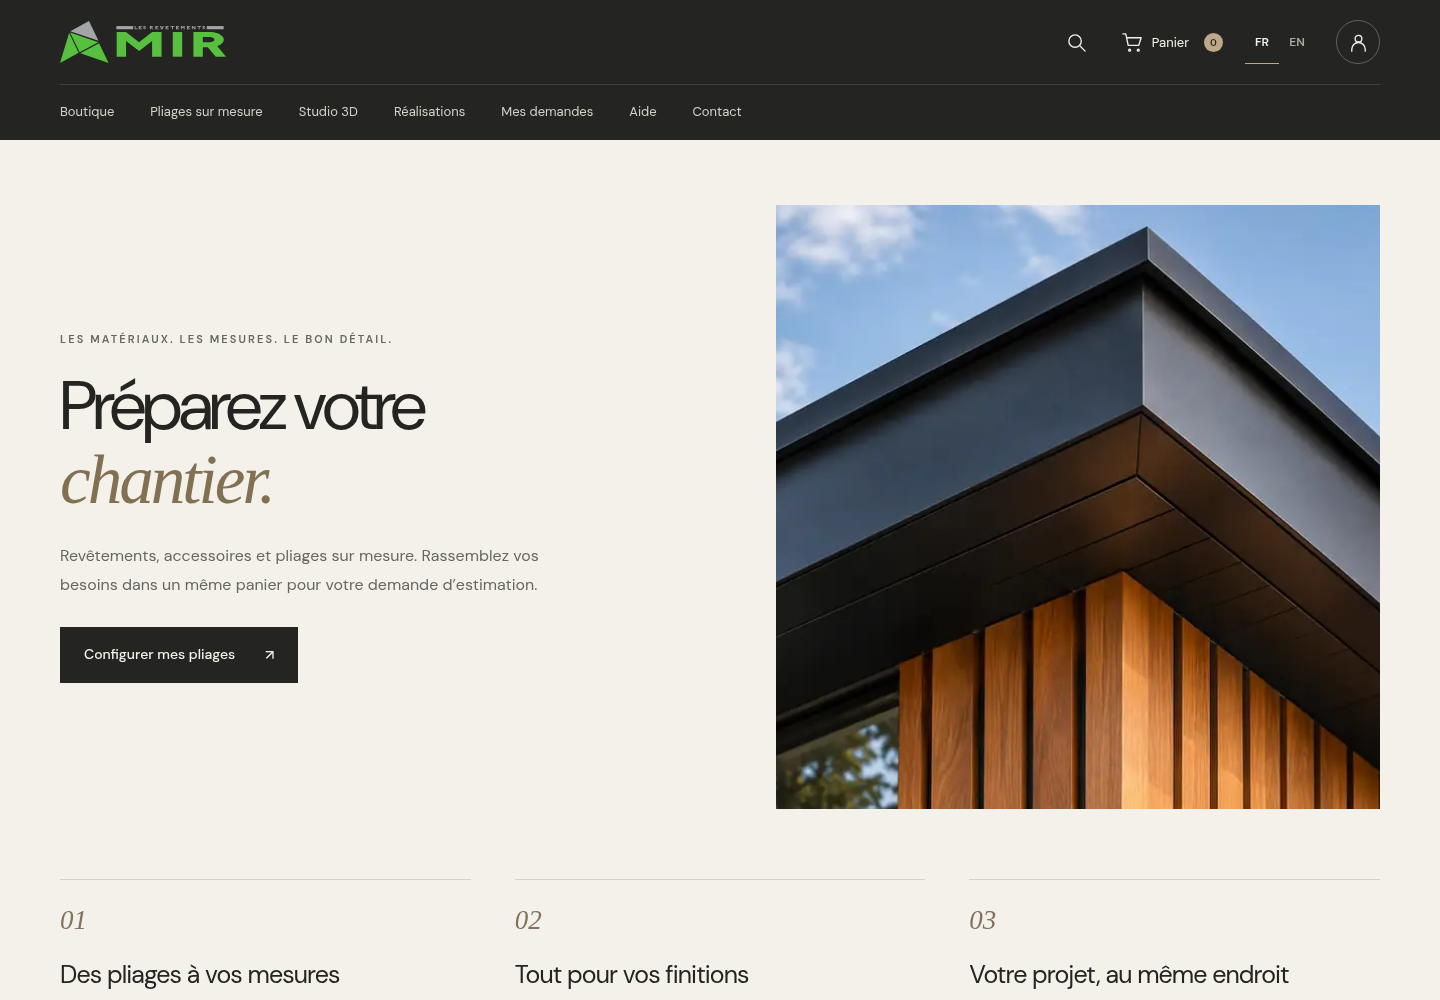 LES REVÊTEMENTS
MIR
Panier 0 FR EN
Boutique Pliages sur mesure Studio 3D Réalisations Mes demandes Aide Contact
LES MATÉRIAUX. LES MESURES. LE BON DÉTAIL.
Préparez votre
chantier.
Revêtements, accessoires et pliages sur mesure. Rassemblez vos
besoins dans un même panier pour votre demande d’estimation.
Configurer mes pliages
01
Des pliages à vos mesures
02
Tout pour vos finitions
03
Votre projet, au même endroit